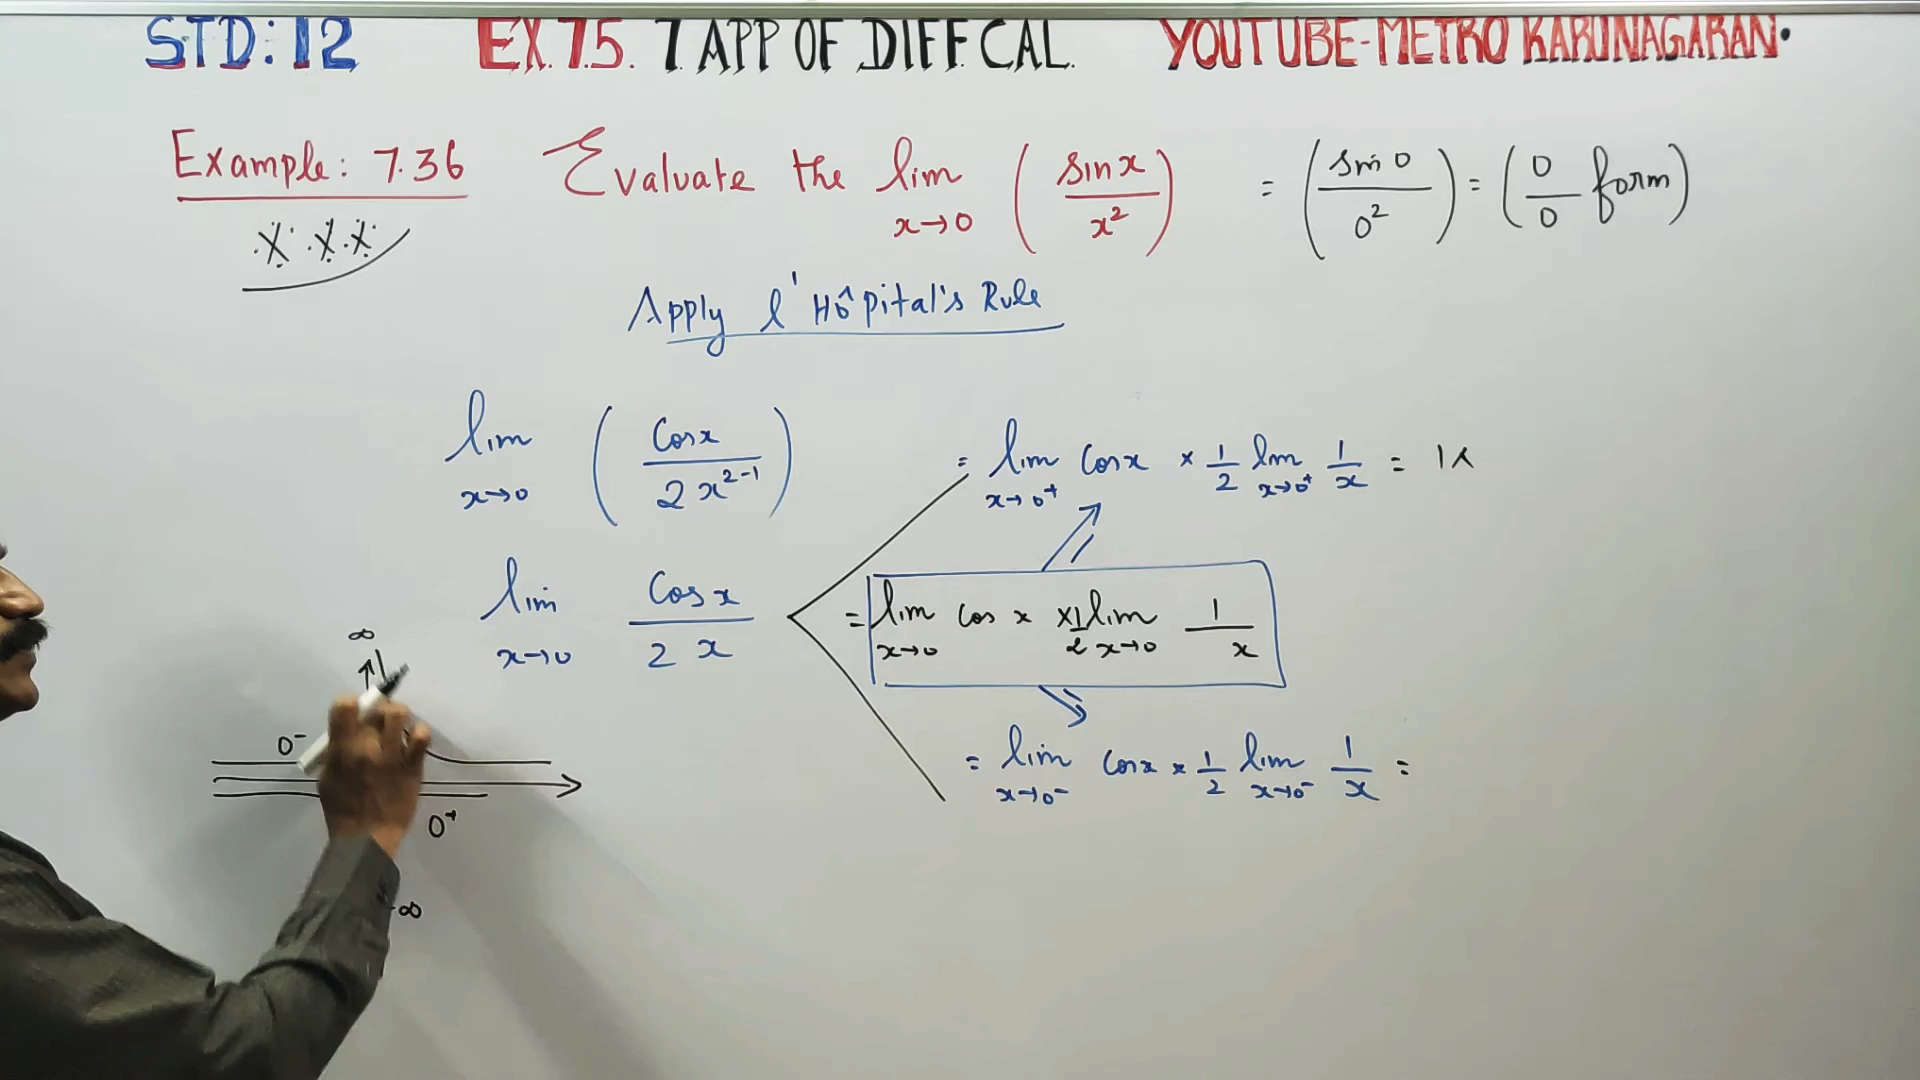 STD: 12 EX. 7.5. 7 APP OF DIFF. CAL. YOUTUBE-METRO KARUNAGARAN.
Example: 7.36 Evaluate the lim x→0 ( sin x / x² ) = ( sin 0 / 0² ) = ( 0 / 0 form )
Apply l'Hôpital's Rule
lim x→0 ( Cos x / 2 x²⁻¹ )
= lim x→0⁺ Cos x × 1/2 lim x→0⁺ 1/x = 1 ×
lim x→0 Cos x / 2 x
= lim x→0 cos x × 1/2 lim x→0 1/x
= lim x→0⁻ Cos x × 1/2 lim x→0⁻ 1/x =
∞
0⁻
0⁺
-∞